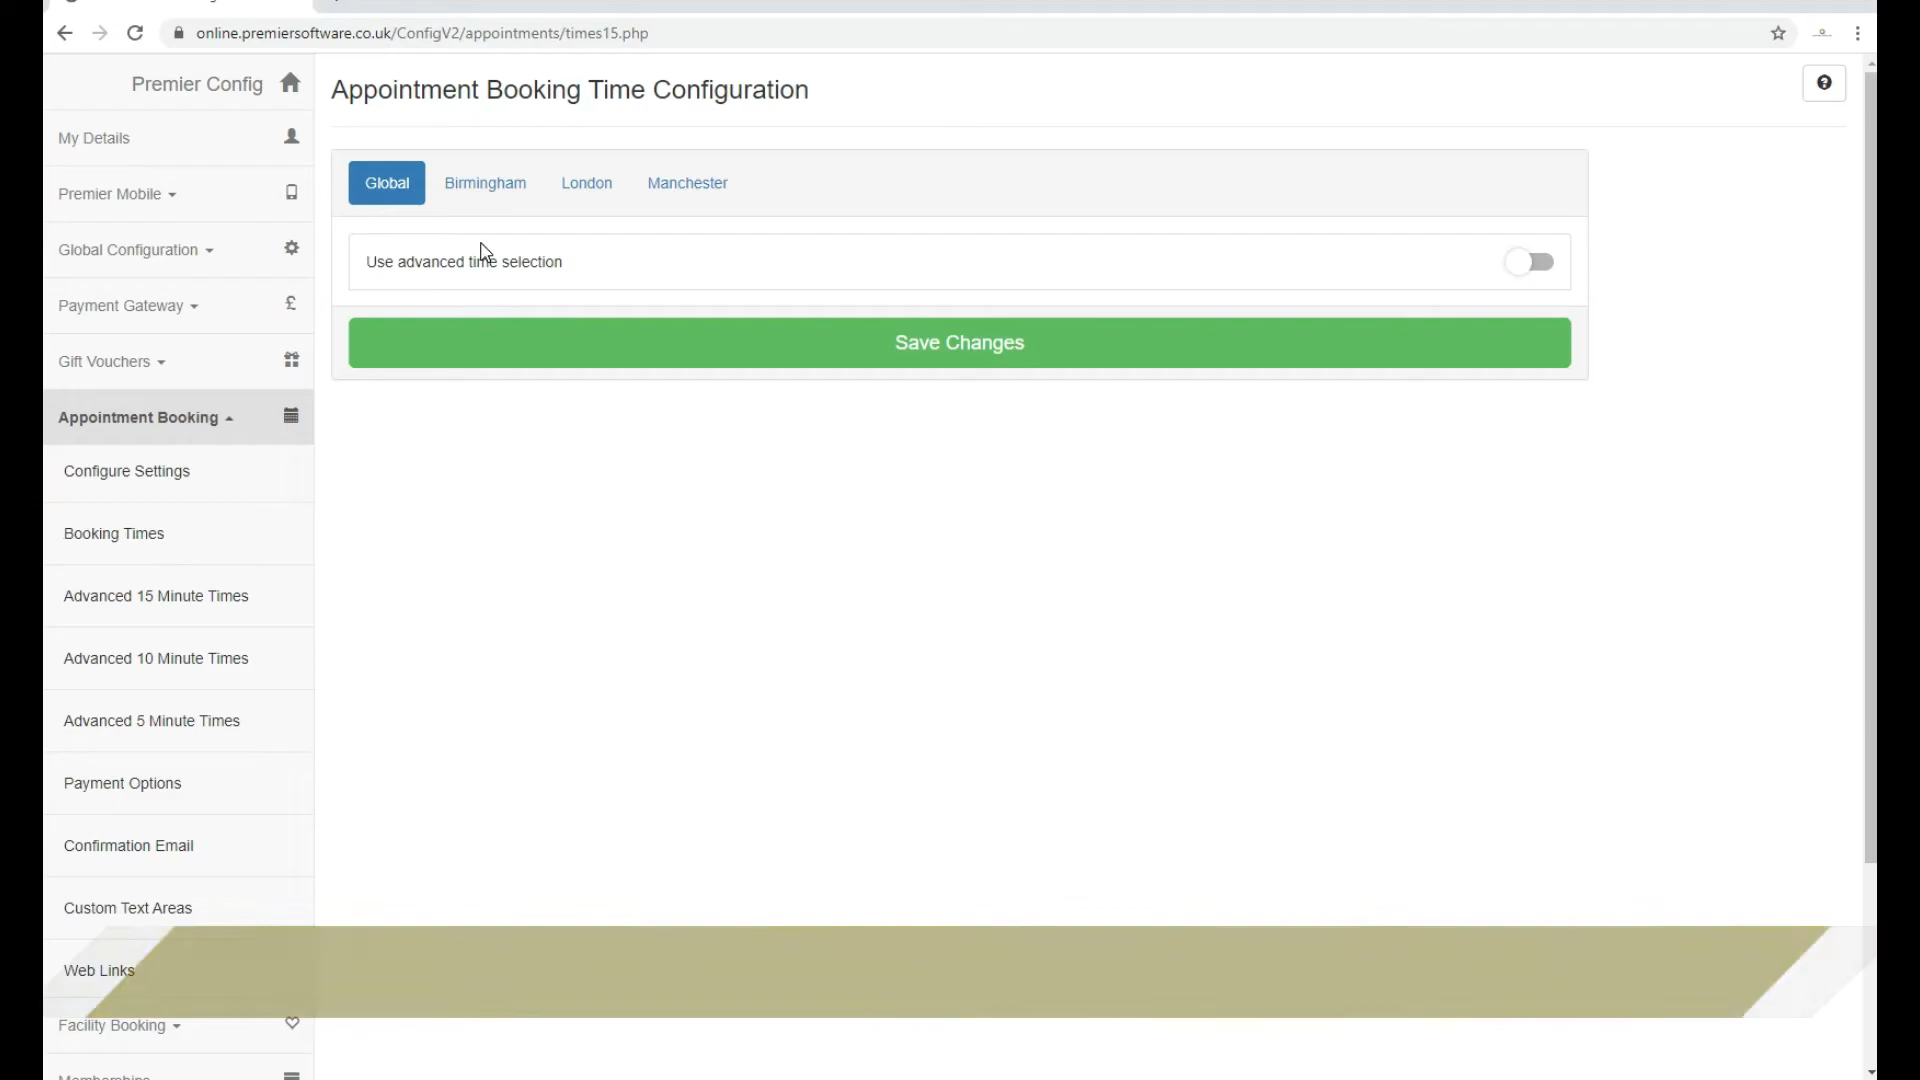 online.premiersoftware.co.uk/ConfigV2/appointments/times15.php
Premier Config
Appointment Booking Time Configuration
My Details
Global Birmingham London Manchester
Premier Mobile
Global Configuration
Use advanced time selection
Payment Gateway
Save Changes
Gift Vouchers
Appointment Booking
Configure Settings
Booking Times
Advanced 15 Minute Times
Advanced 10 Minute Times
Advanced 5 Minute Times
Payment Options
Confirmation Email
Custom Text Areas
Web Links
Facility Booking
Memberships